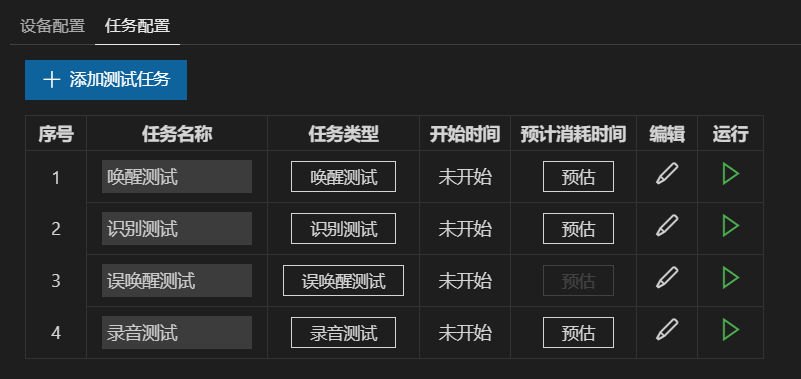 设备配置 任务配置
添加测试任务
序号 任务名称 任务类型 开始时间 预计消耗时间 编辑 运行
1 唤醒测试 唤醒测试 未开始 预估
2 识别测试 识别测试 未开始 预估
3 误唤醒测试 误唤醒测试 未开始 预估
4 录音测试 录音测试 未开始 预估